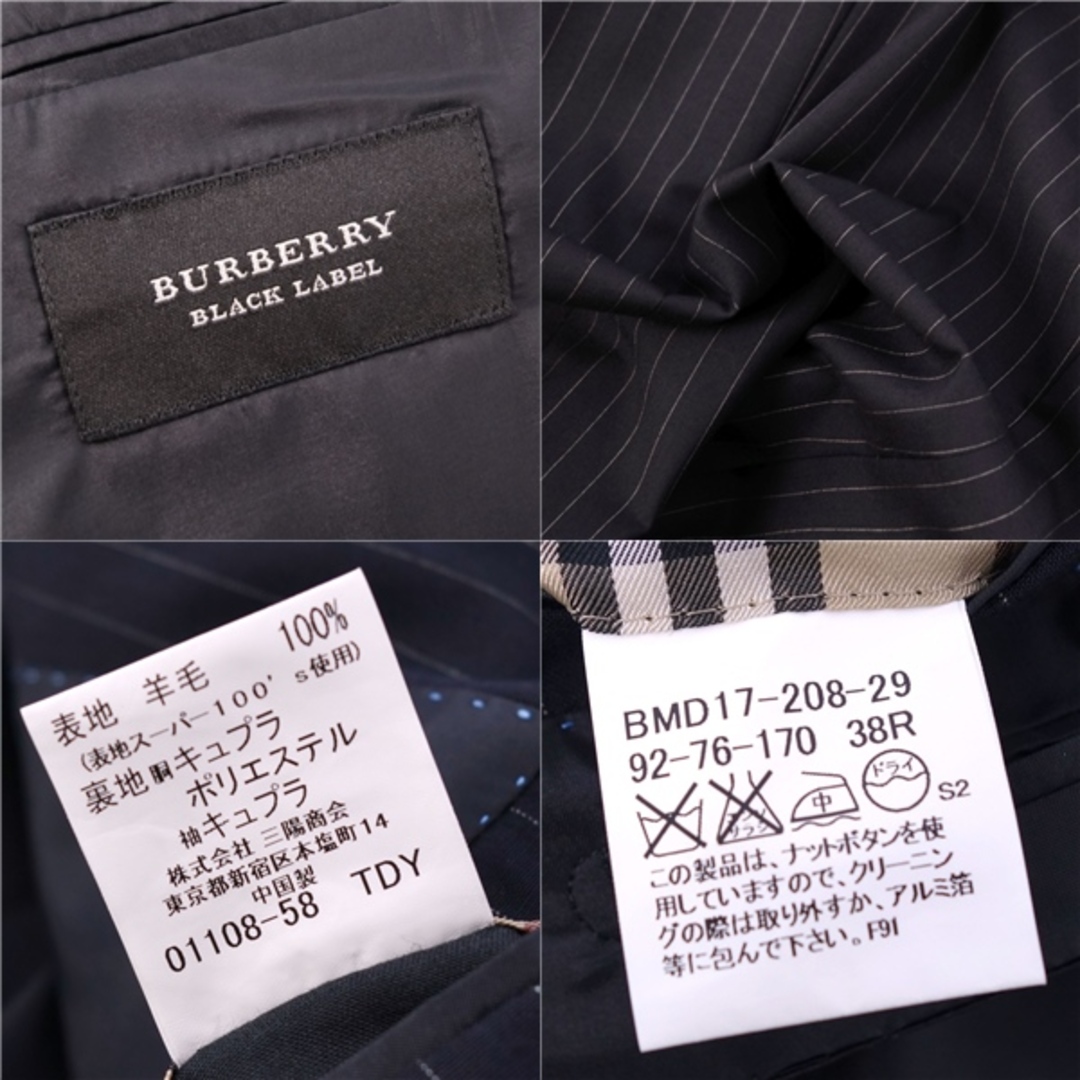 BURBERRY
BLACK LABEL
表地 羊毛 100%
(表地スーパー100's使用)
裏地 胴 キュプラ
ポリエステル
袖 キュプラ
株式会社 三陽商会
東京都新宿区本塩町14
中国製
01108-58 TDY
BMD17-208-29
92-76-170 38R
中 ドライ S2
この製品は、ナットボタンを使
用していますので、クリーニン
グの際は取り外すか、アルミ箔
等に包んで下さい。F91